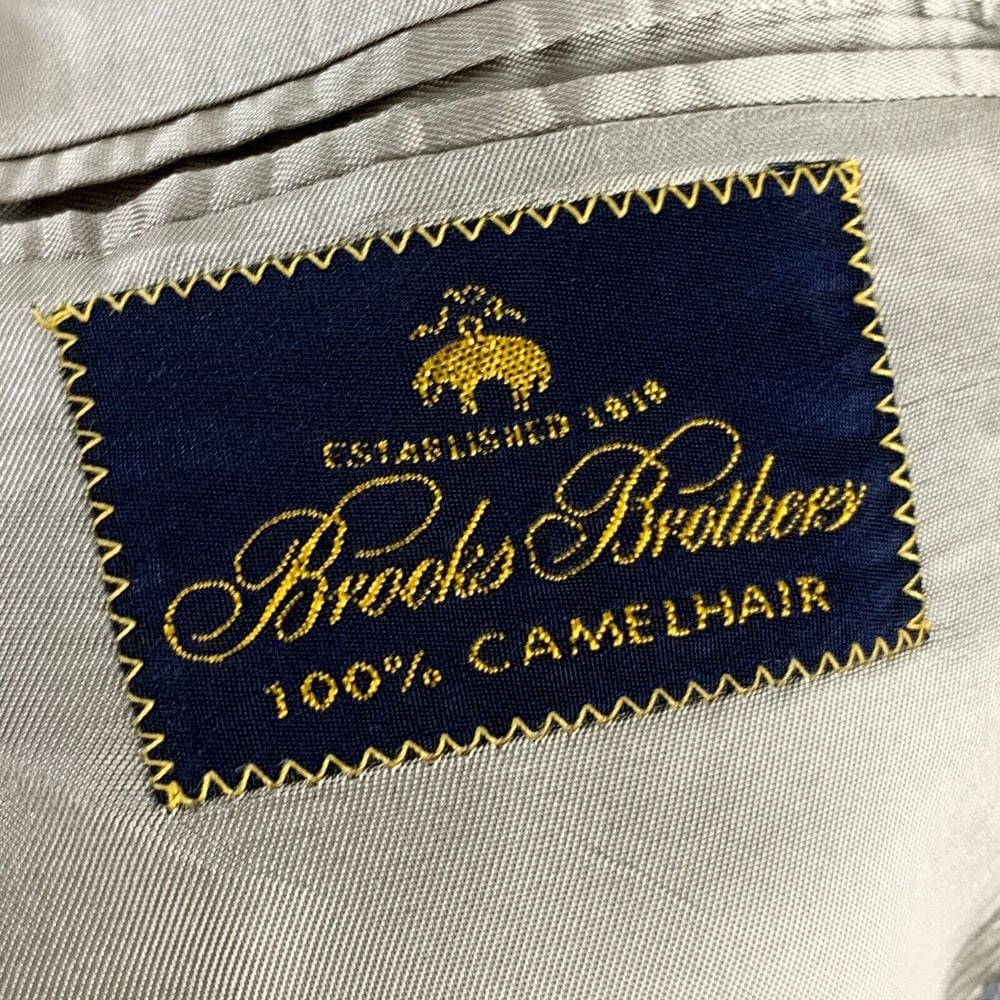 ESTABLISHED 1818
Brooks Brothers
100% CAMELHAIR